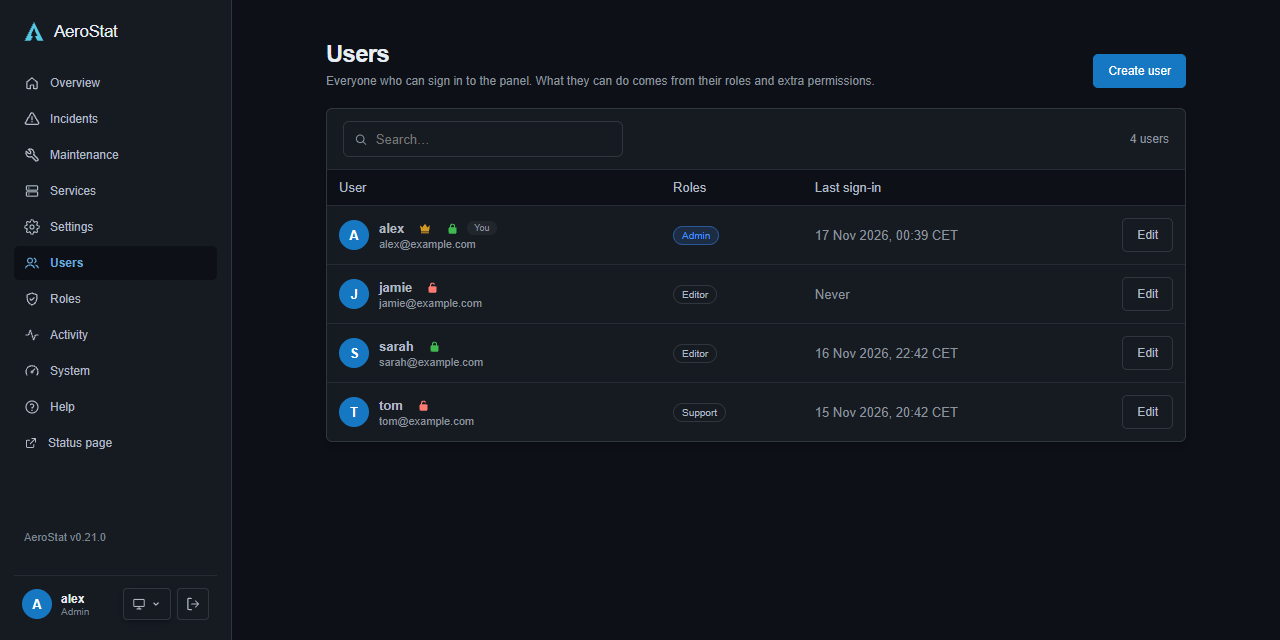 AeroStat
Overview
Incidents
Maintenance
Services
Settings
Users
Roles
Activity
System
Help
Status page
AeroStat v0.21.0
A
alex
Admin
Users
Everyone who can sign in to the panel. What they can do comes from their roles and extra permissions.
Create user
Search...
4 users
User Roles Last sign-in
A alex You Admin 17 Nov 2026, 00:39 CET Edit
alex@example.com
J jamie Editor Never Edit
jamie@example.com
S sarah Editor 16 Nov 2026, 22:42 CET Edit
sarah@example.com
T tom Support 15 Nov 2026, 20:42 CET Edit
tom@example.com